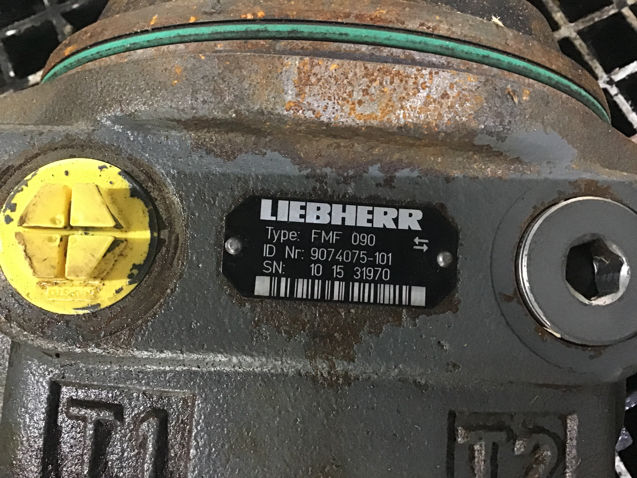 LIEBHERR
Type: FMF 090
ID Nr: 9074075-101
SN: 10 15 31970
T1
T2